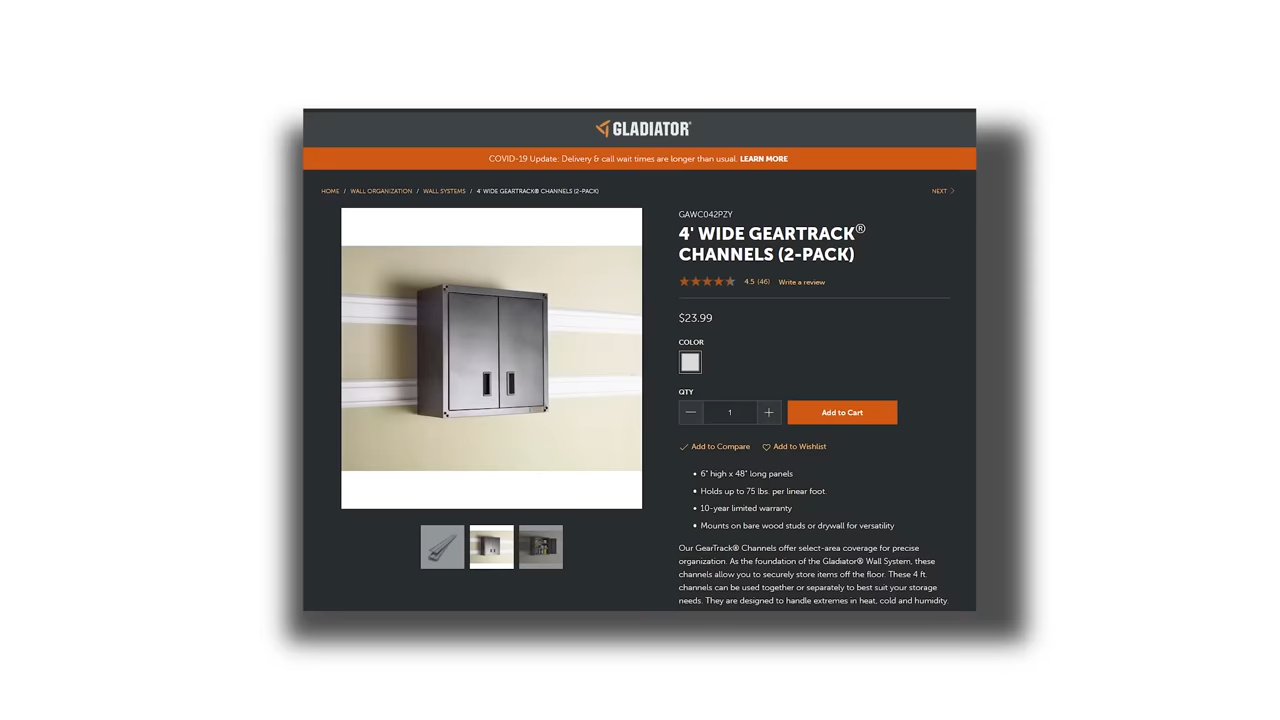 GLADIATOR®
COVID-19 Update: Delivery & call wait times are longer than usual. LEARN MORE
HOME / WALL ORGANIZATION / WALL SYSTEMS / 4' WIDE GEARTRACK® CHANNELS (2-PACK)
NEXT >
GAWC042PZY
4' WIDE GEARTRACK®
CHANNELS (2-PACK)
4.5 (46) Write a review
$23.99
COLOR
QTY
— 1 +
Add to Cart
Add to Compare
Add to Wishlist
• 6" high x 48" long panels
• Holds up to 75 lbs. per linear foot.
• 10-year limited warranty
• Mounts on bare wood studs or drywall for versatility
Our GearTrack® Channels offer select-area coverage for precise
organization. As the foundation of the Gladiator® Wall System, these
channels allow you to securely store items off the floor. These 4 ft.
channels can be used together or separately to best suit your storage
needs. They are designed to handle extremes in heat, cold and humidity.